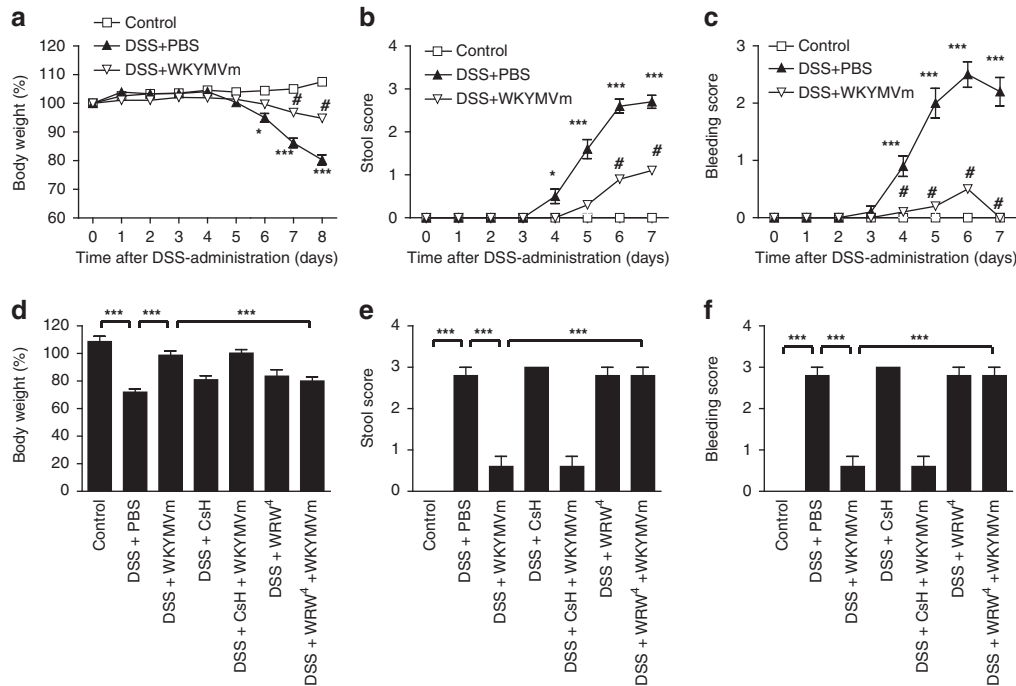 a
Control
DSS+PBS
DSS+WKYMVm
Body weight (%)
120
110
100
90
80
70
60
#
#
*
***
***
0 1 2 3 4 5 6 7 8
Time after DSS-administration (days)
b
Control
DSS+PBS
DSS+WKYMVm
Stool score
4
3
2
1
0
*
***
***
***
#
#
0 1 2 3 4 5 6 7
Time after DSS-administration (days)
c
Control
DSS+PBS
DSS+WKYMVm
Bleeding score
3
2
1
0
***
***
***
***
#
#
#
#
0 1 2 3 4 5 6 7
Time after DSS-administration (days)
d
Body weight (%)
120
100
80
60
40
20
0
*** *** ***
Control
DSS + PBS
DSS + WKYMVm
DSS + CsH
DSS + CsH + WKYMVm
DSS + WRW⁴
DSS + WRW⁴ +WKYMVm
e
Stool score
4
3
2
1
0
*** *** ***
Control
DSS + PBS
DSS + WKMVm
DSS + CsH
DSS + CsH + WKYMVm
DSS + WRW⁴
DSS + WRW⁴ +WKYMVm
f
Bleeding score
4
3
2
1
0
*** *** ***
Control
DSS + PBS
DSS + WKYMVm
DSS + CsH
DSS + CsH + WKYMVm
DSS + WRW⁴
DSS + WRW⁴ +WKYMVm